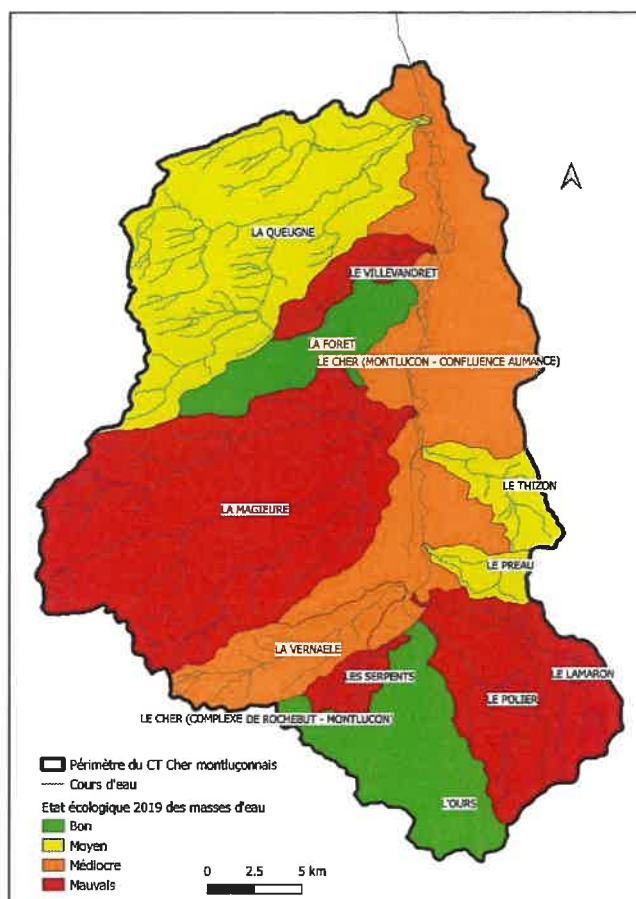 LA QUEUGNE
LE VILLEVANDRET
LA FORET
LE CHER (MONTLUCON - CONFLUENCE AUMANCE)
LE THIZON
LA MAGIEURE
LE PREAU
LA VERNAELE
LE LAMARON
LES SERPENTS
LE POLIER
LE CHER (COMPLEXE DE ROCHEBUT - MONTLUCON)
L'OURS
Périmètre du CT Cher montluçonnais
Cours d'eau
Etat écologique 2019 des masses d'eau
Bon
Moyen
Médiocre
Mauvais
0 2.5 5 km